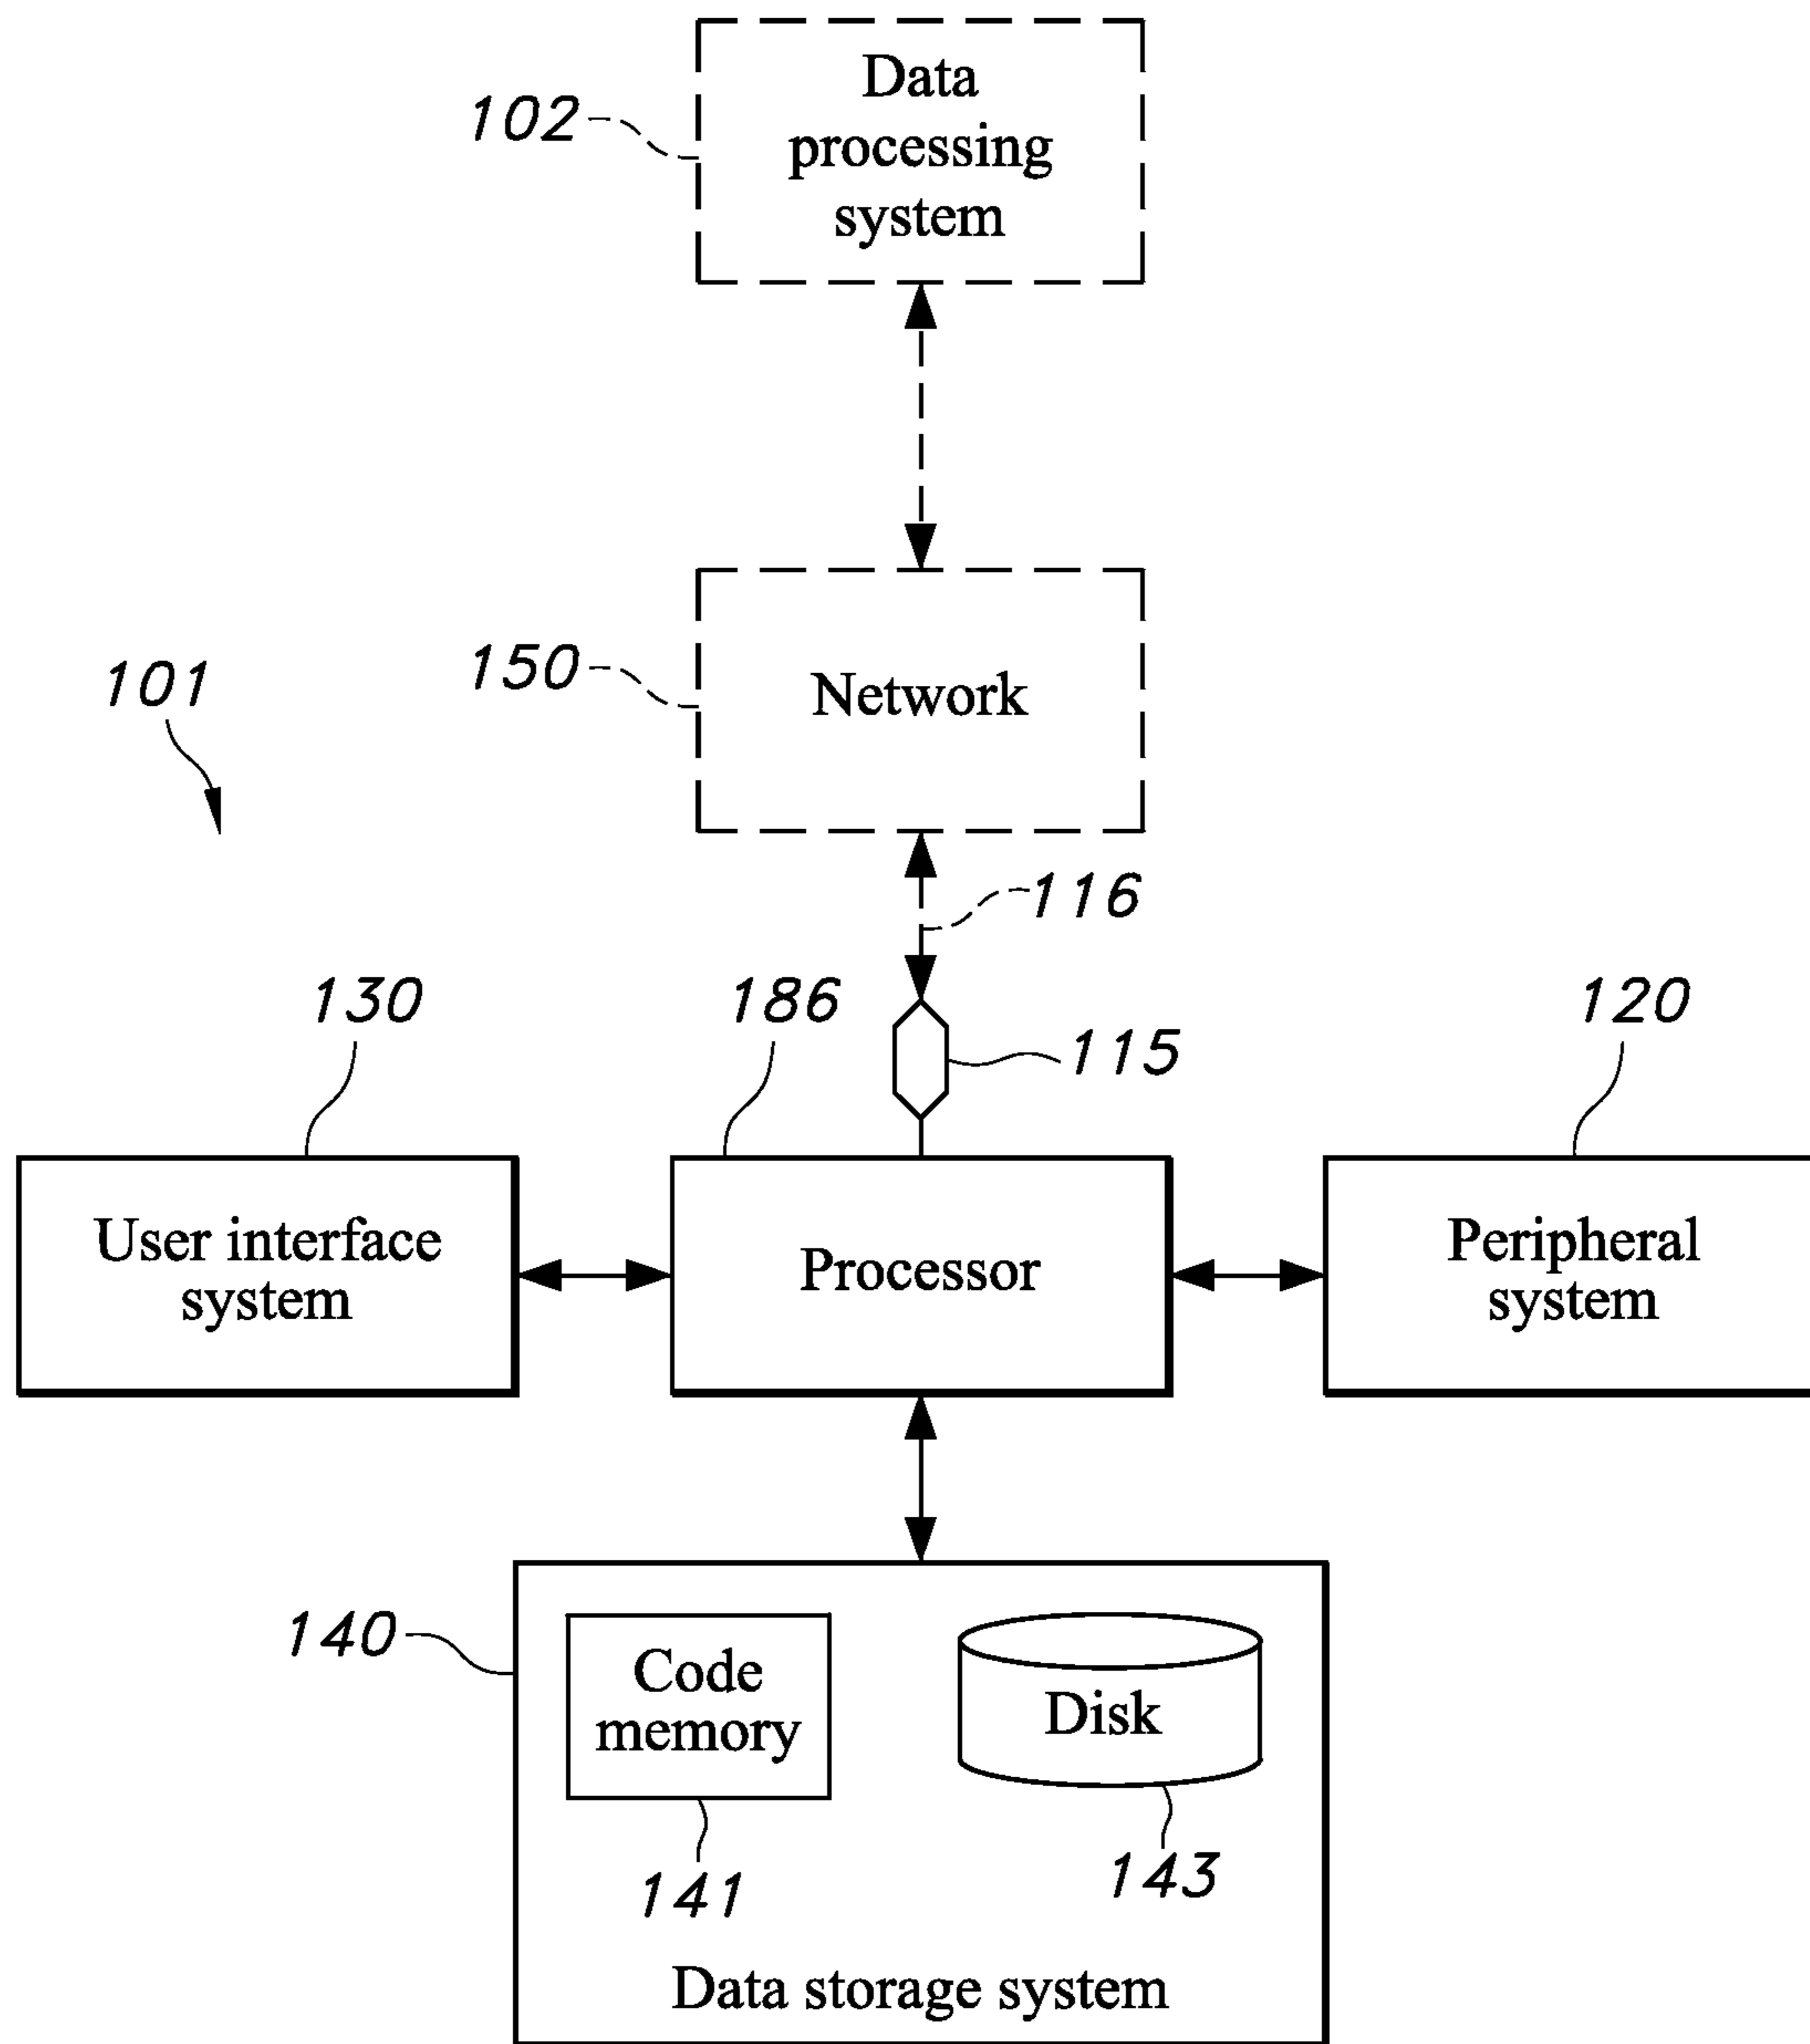 Data
102
processing
system
150
Network
101
116
130
186
115
120
User interface
system
Processor
Peripheral
system
140
Code
memory
Disk
141
143
Data storage system